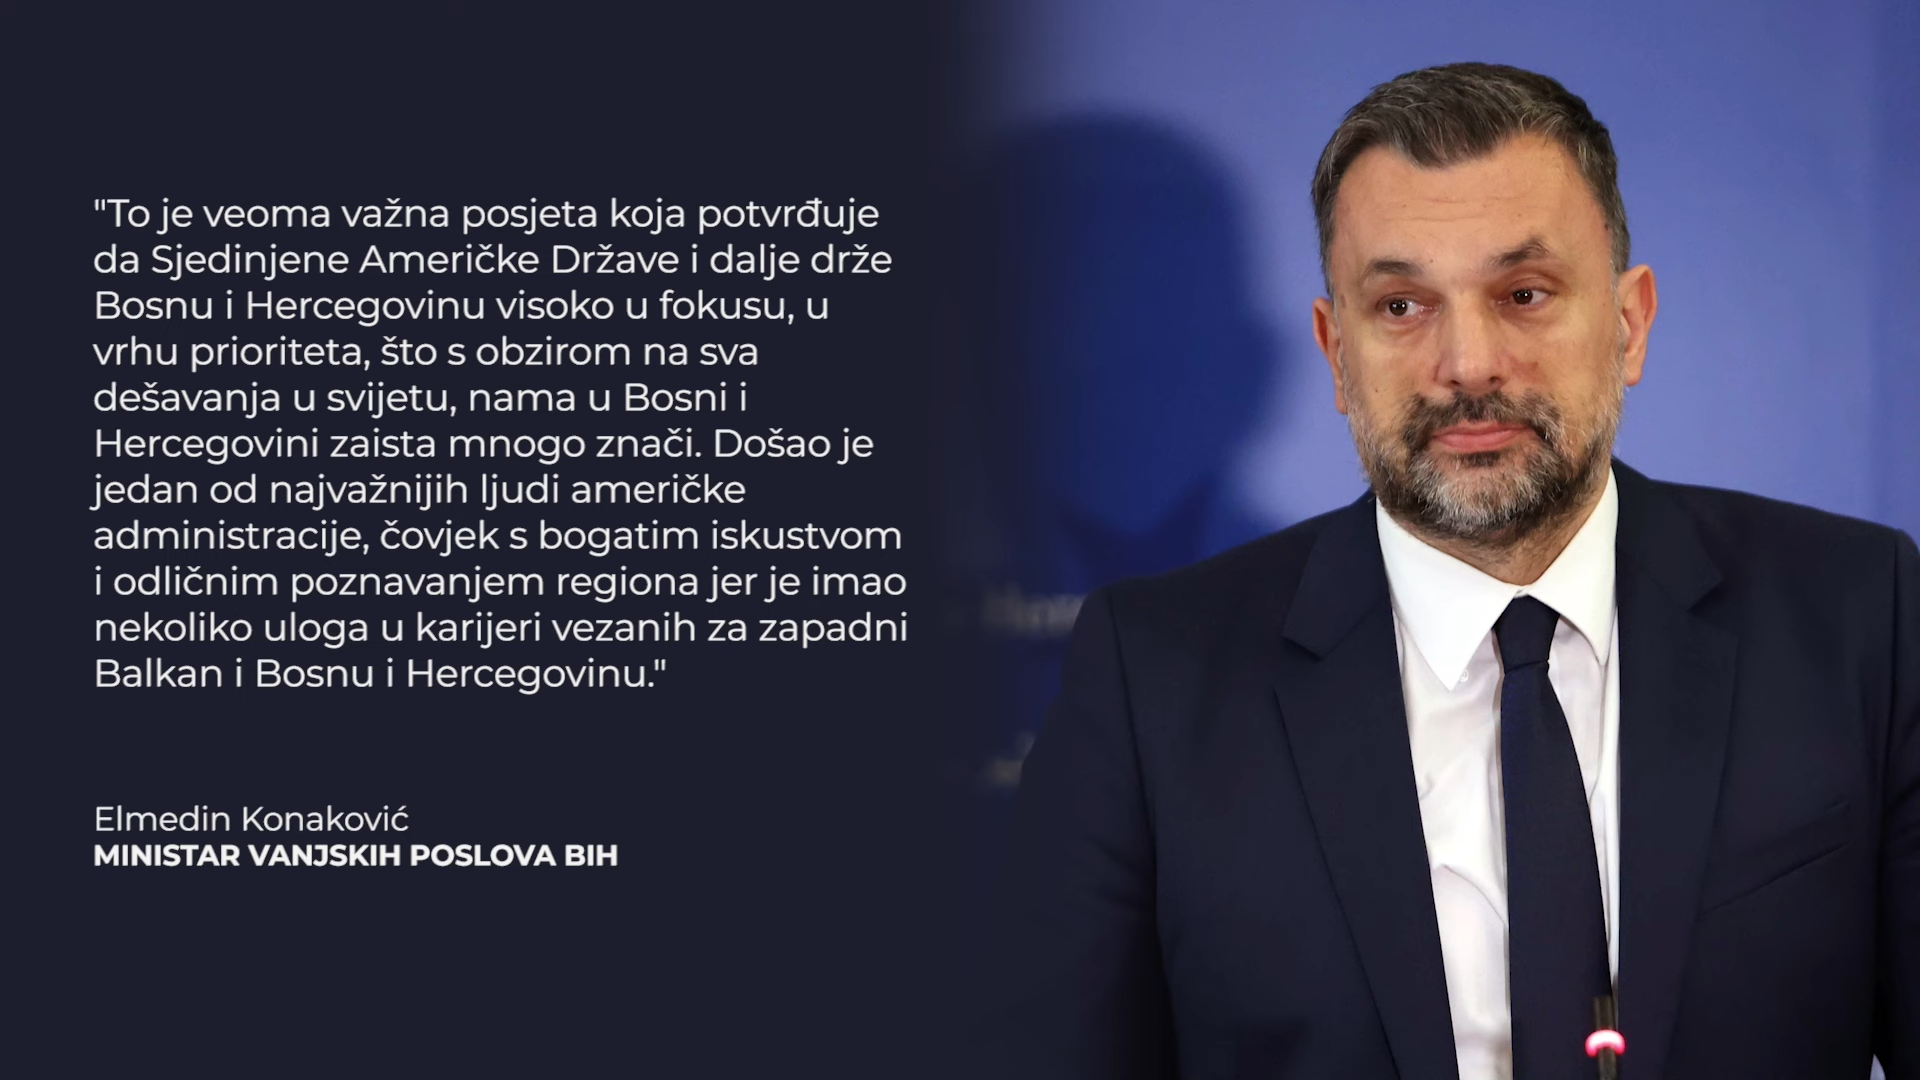 "To je veoma važna posjeta koja potvrđuje
da Sjedinjene Američke Države i dalje drže
Bosnu i Hercegovinu visoko u fokusu, u
vrhu prioriteta, što s obzirom na sva
dešavanja u svijetu, nama u Bosni i
Hercegovini zaista mnogo znači. Došao je
jedan od najvažnijih ljudi američke
administracije, čovjek s bogatim iskustvom
i odličnim poznavanjem regiona jer je imao
nekoliko uloga u karijeri vezanih za zapadni
Balkan i Bosnu i Hercegovinu."
Elmedin Konaković
MINISTAR VANJSKIH POSLOVA BIH